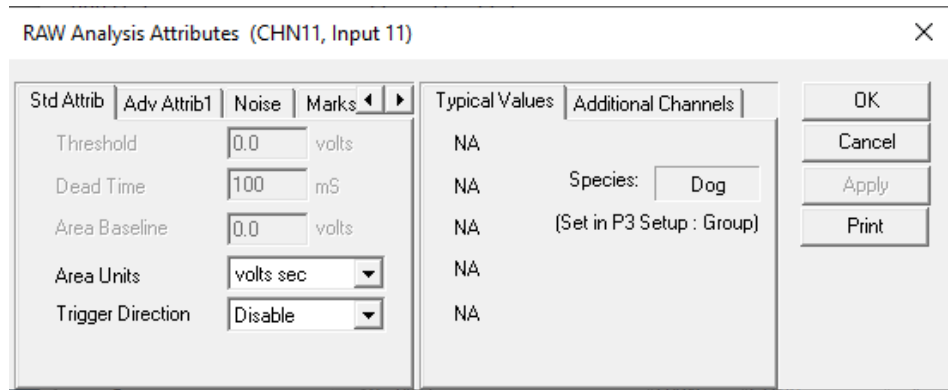 RAW Analysis Attributes (CHN11, Input 11)
Std Attrib Adv Attrib1 Noise Marks
Threshold 0.0 volts
Dead Time 100 mS
Area Baseline 0.0 volts
Area Units volts sec
Trigger Direction Disable
Typical Values Additional Channels
NA
NA Species: Dog
NA (Set in P3 Setup : Group)
NA
NA
OK
Cancel
Apply
Print